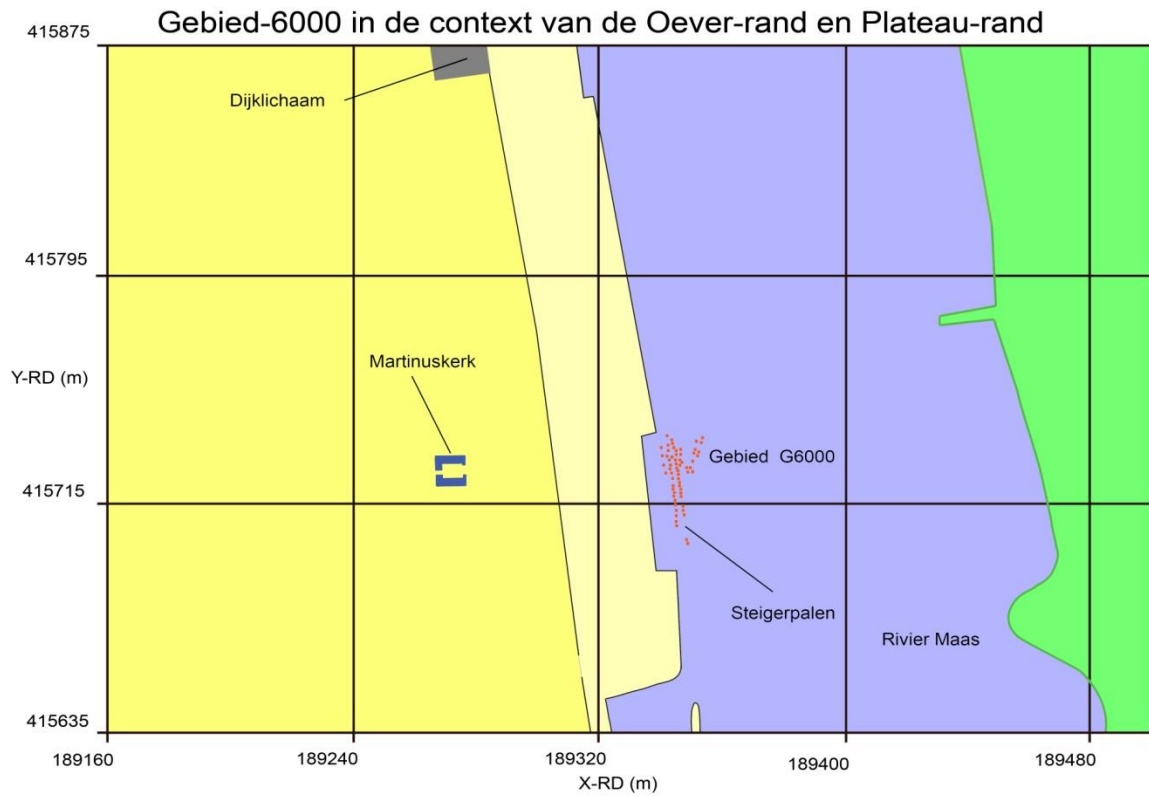 Gebied-6000 in de context van de Oever-rand en Plateau-rand
415875
Dijklichaam
415795
Martinuskerk
Y-RD (m)
Gebied G6000
415715
Steigerpalen
Rivier Maas
415635
189160
189240
189320
189400
189480
X-RD (m)